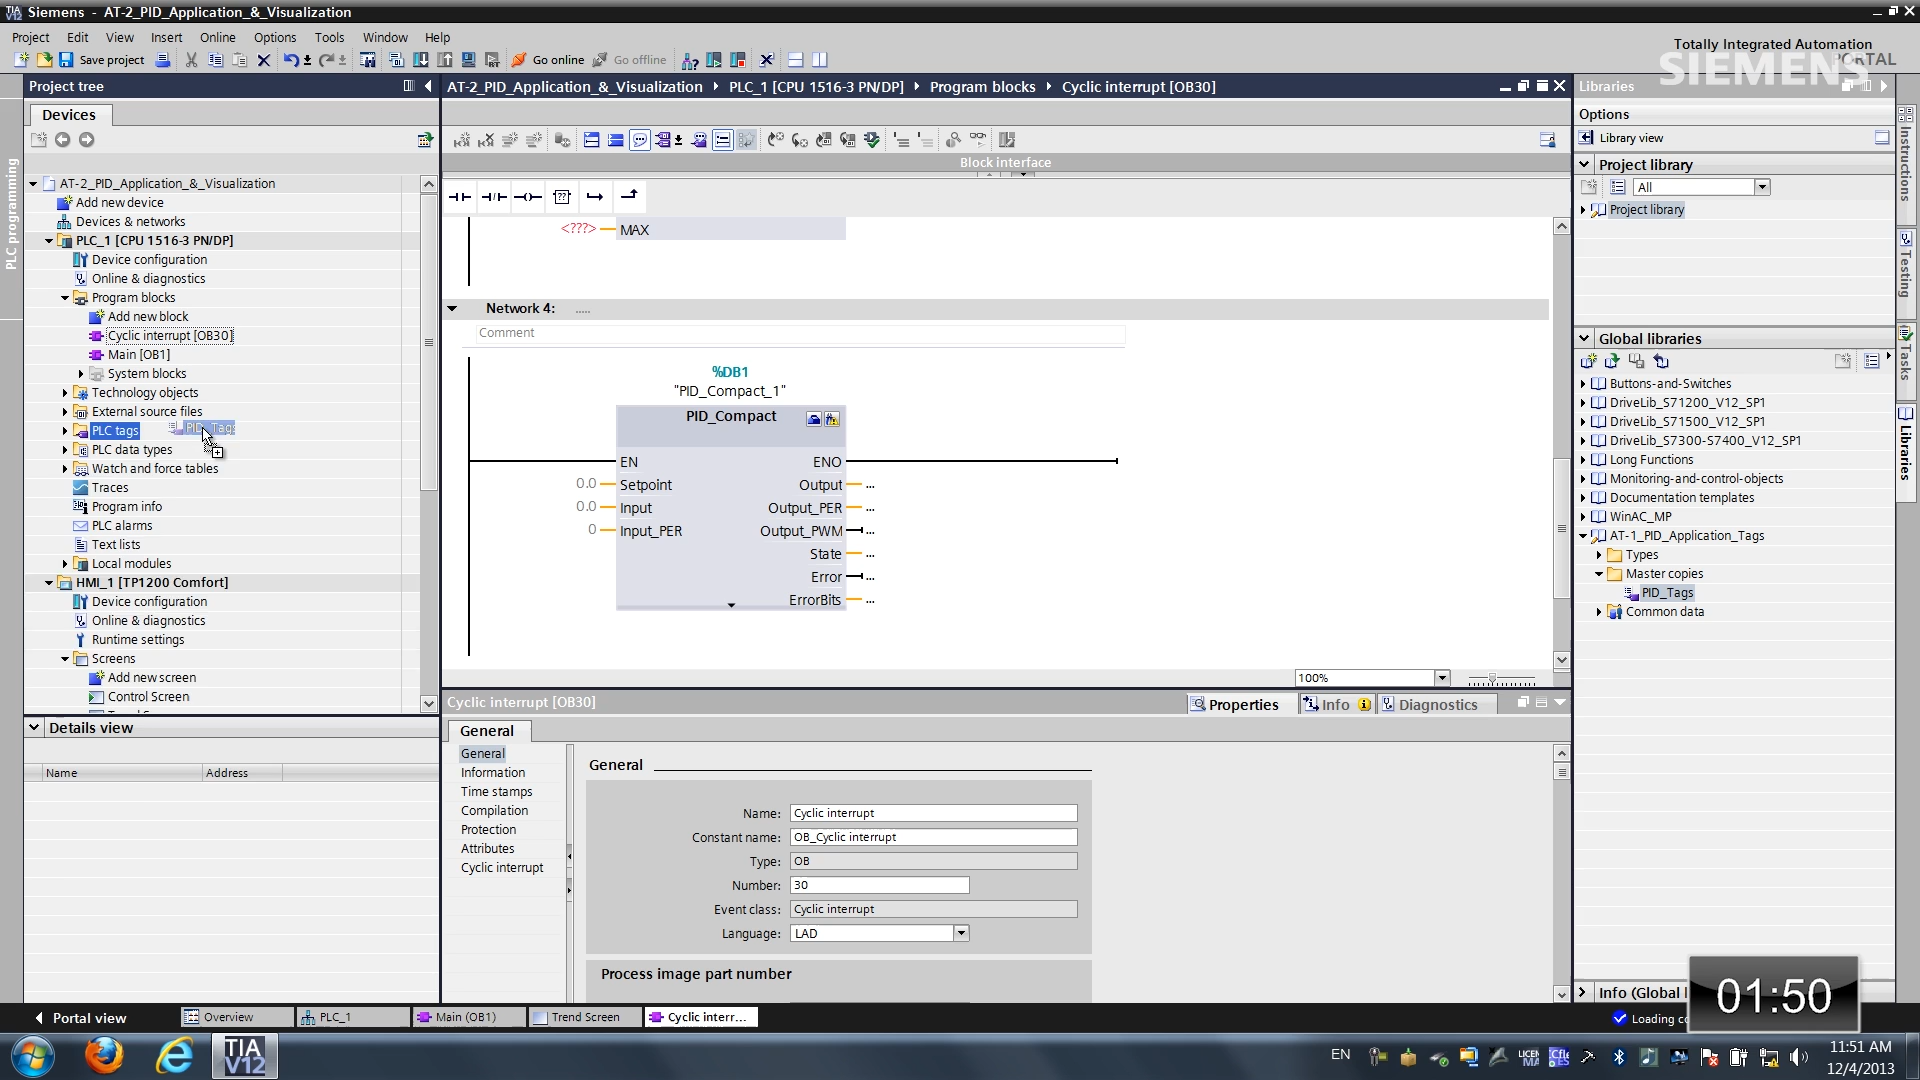 Siemens - AT-2_PID_Application_&_Visualization
Project Edit View Insert Online Options Tools Window Help
Totally Integrated Automation
PORTAL
SIEMENS
Save project
Go online
Go offline
Project tree
AT-2_PID_Application_&_Visualization PLC_1 [CPU 1516-3 PN/DP] Program blocks Cyclic interrupt [OB30]
Libraries
Devices
Options
Library view
Block interface
Project library
All
Project library
PLC programming
AT-2_PID_Application_&_Visualization
Add new device
Devices & networks
PLC_1 [CPU 1516-3 PN/DP]
Device configuration
Online & diagnostics
Program blocks
Add new block
Cyclic interrupt [OB30]
Main [OB1]
System blocks
Technology objects
External source files
PLC tags
PID_Tags
PLC data types
Watch and force tables
Traces
Program info
PLC alarms
Text lists
Local modules
HMI_1 [TP1200 Comfort]
Device configuration
Online & diagnostics
Runtime settings
Screens
Add new screen
Control Screen
Details view
Name Address
??
<???> MAX
Network 4: .....
Comment
%DB1
"PID_Compact_1"
PID_Compact
EN ENO
0.0 Setpoint Output ...
0.0 Input Output_PER ...
0 Input_PER Output_PWM ...
State ...
Error ...
ErrorBits ...
100%
Cyclic interrupt [OB30]
Properties Info Diagnostics
General
General
Information
Time stamps
Compilation
Protection
Attributes
Cyclic interrupt
General
Name: Cyclic interrupt
Constant name: OB_Cyclic interrupt
Type: OB
Number: 30
Event class: Cyclic interrupt
Language: LAD
Process image part number
Global libraries
Buttons-and-Switches
DriveLib_S71200_V12_SP1
DriveLib_S71500_V12_SP1
DriveLib_S7300-S7400_V12_SP1
Long Functions
Monitoring-and-control-objects
Documentation templates
WinAC_MP
AT-1_PID_Application_Tags
Types
Master copies
PID_Tags
Common data
Info (Global
Instructions
Testing
Tasks
Libraries
01:50
Portal view
Overview
PLC_1
Main (OB1)
Trend Screen
Cyclic interr...
Loading
TIA
V12
EN
11:51 AM
12/4/2013